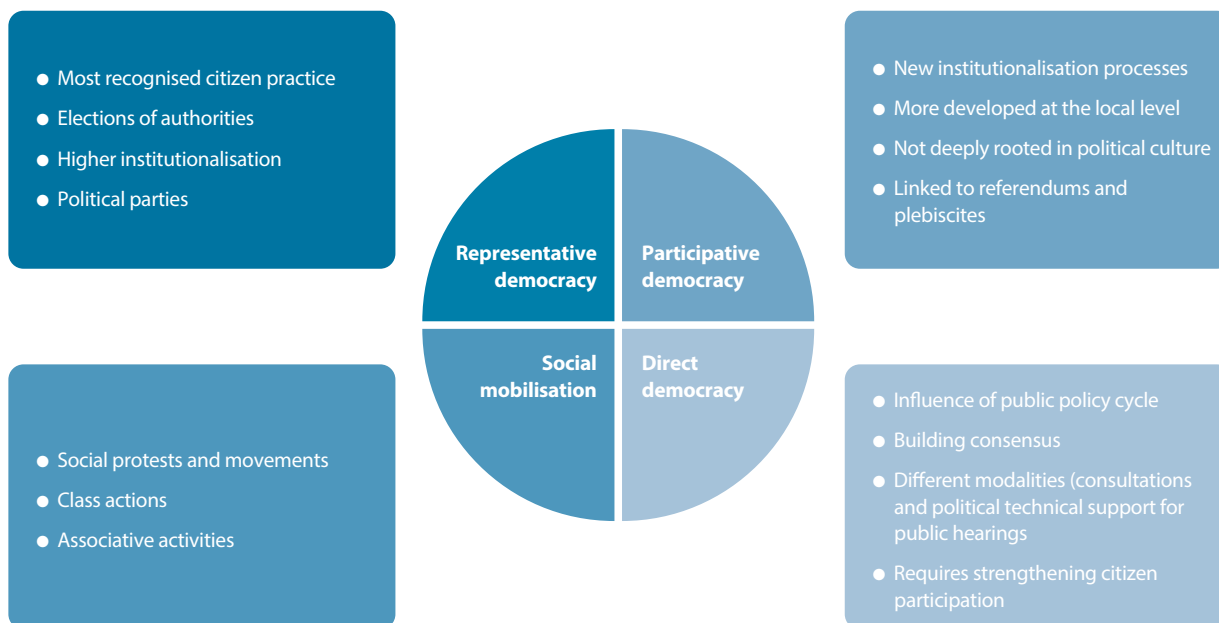 ● Most recognised citizen practice
● Elections of authorities
● Higher institutionalisation
● Political parties
● New institutionalisation processes
● More developed at the local level
● Not deeply rooted in political culture
● Linked to referendums and
plebiscites
Representative
democracy
Participative
democracy
Social
mobilisation
Direct
democracy
● Social protests and movements
● Class actions
● Associative activities
● Influence of public policy cycle
● Building consensus
● Different modalities (consultations
and political technical support for
public hearings
● Requires strengthening citizen
participation